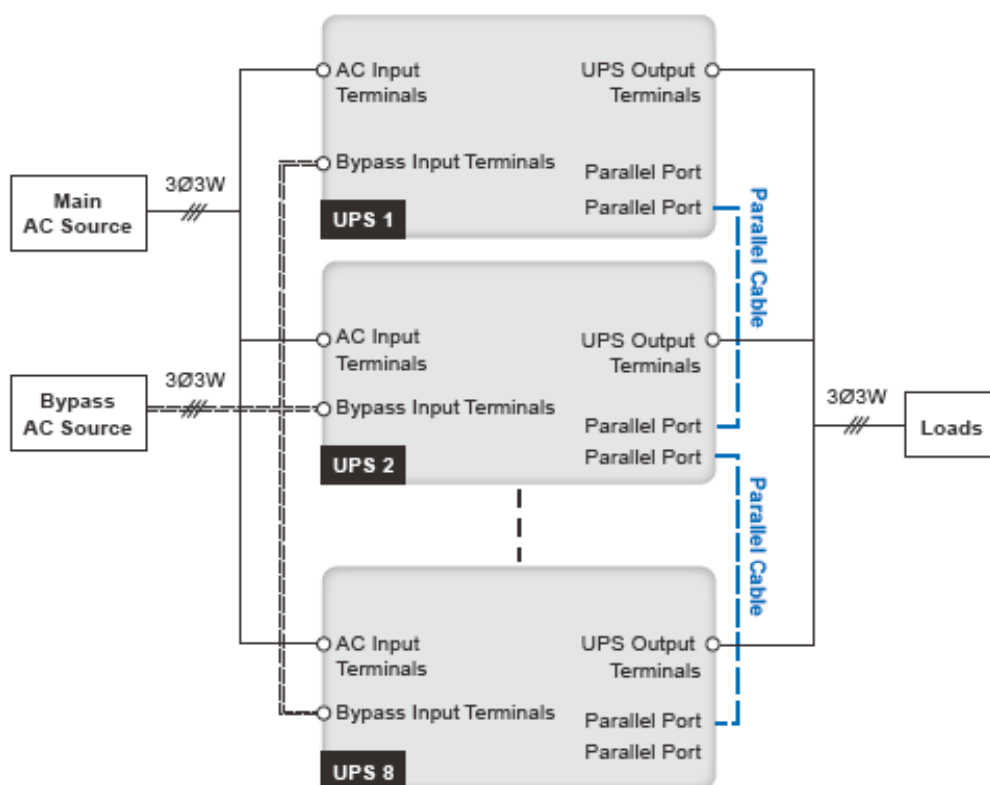 AC Input
Terminals
UPS Output
Terminals
Bypass Input Terminals
Parallel Port
Parallel Port
UPS 1
Main
AC Source
3Ø3W
Parallel Cable
AC Input
Terminals
UPS Output
Terminals
Bypass Input Terminals
Parallel Port
Parallel Port
UPS 2
Bypass
AC Source
3Ø3W
3Ø3W
Loads
Parallel Cable
AC Input
Terminals
UPS Output
Terminals
Bypass Input Terminals
Parallel Port
Parallel Port
UPS 8